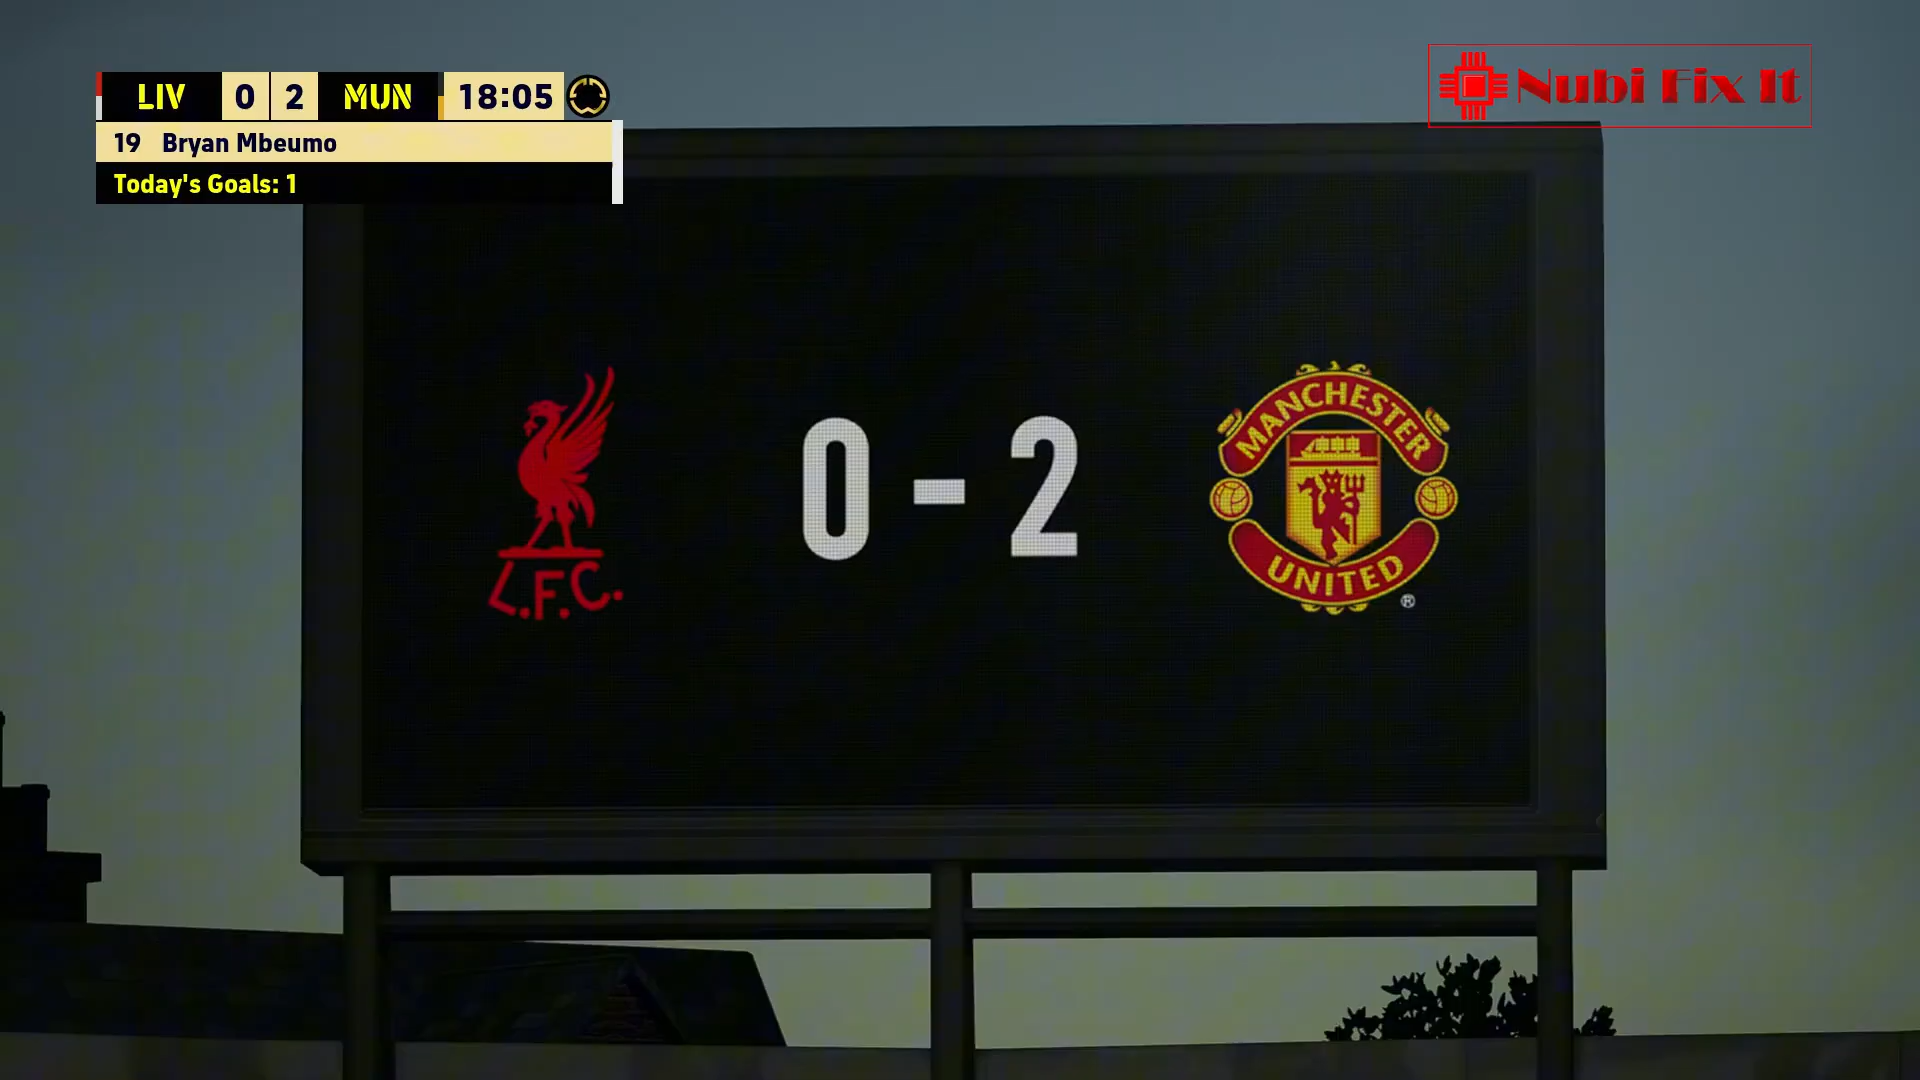 LIV 0 2 MUN 18:05
19 Bryan Mbeumo
Today's Goals: 1
Nubi Fix It
0 - 2
L.F.C.
MANCHESTER
UNITED
®